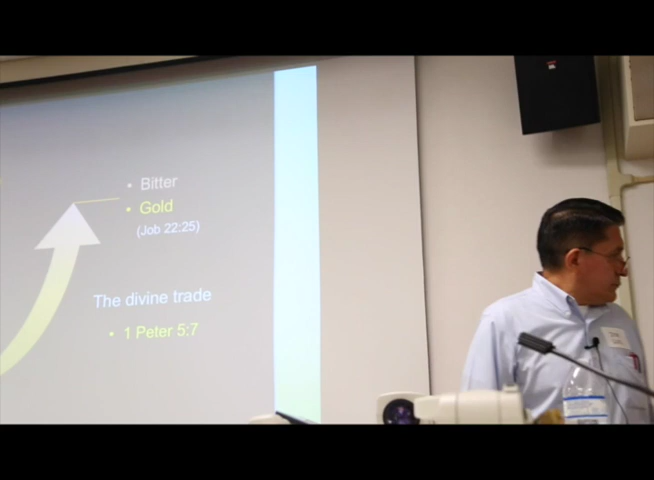 • Bitter
• Gold
(Job 22:25)
The divine trade
• 1 Peter 5:7